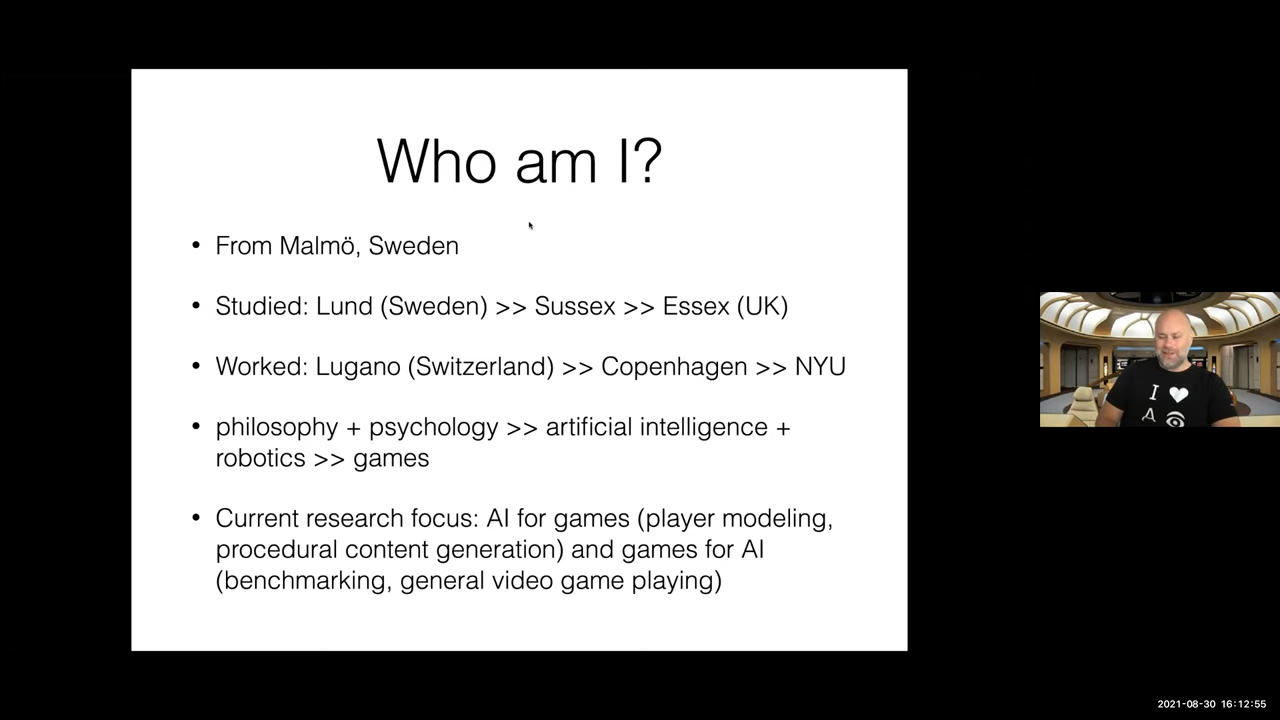 Who am I?
• From Malmö, Sweden
• Studied: Lund (Sweden) >> Sussex >> Essex (UK)
• Worked: Lugano (Switzerland) >> Copenhagen >> NYU
• philosophy + psychology >> artificial intelligence +
robotics >> games
• Current research focus: AI for games (player modeling,
procedural content generation) and games for AI
(benchmarking, general video game playing)
I ♥
A
2021-08-30 16:12:55